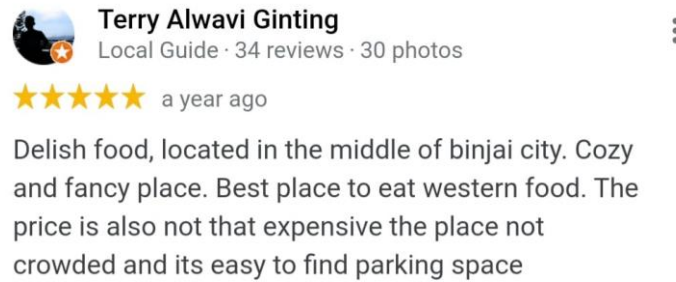 Terry Alwavi Ginting
Local Guide · 34 reviews · 30 photos
a year ago
Delish food, located in the middle of binjai city. Cozy
and fancy place. Best place to eat western food. The
price is also not that expensive the place not
crowded and its easy to find parking space